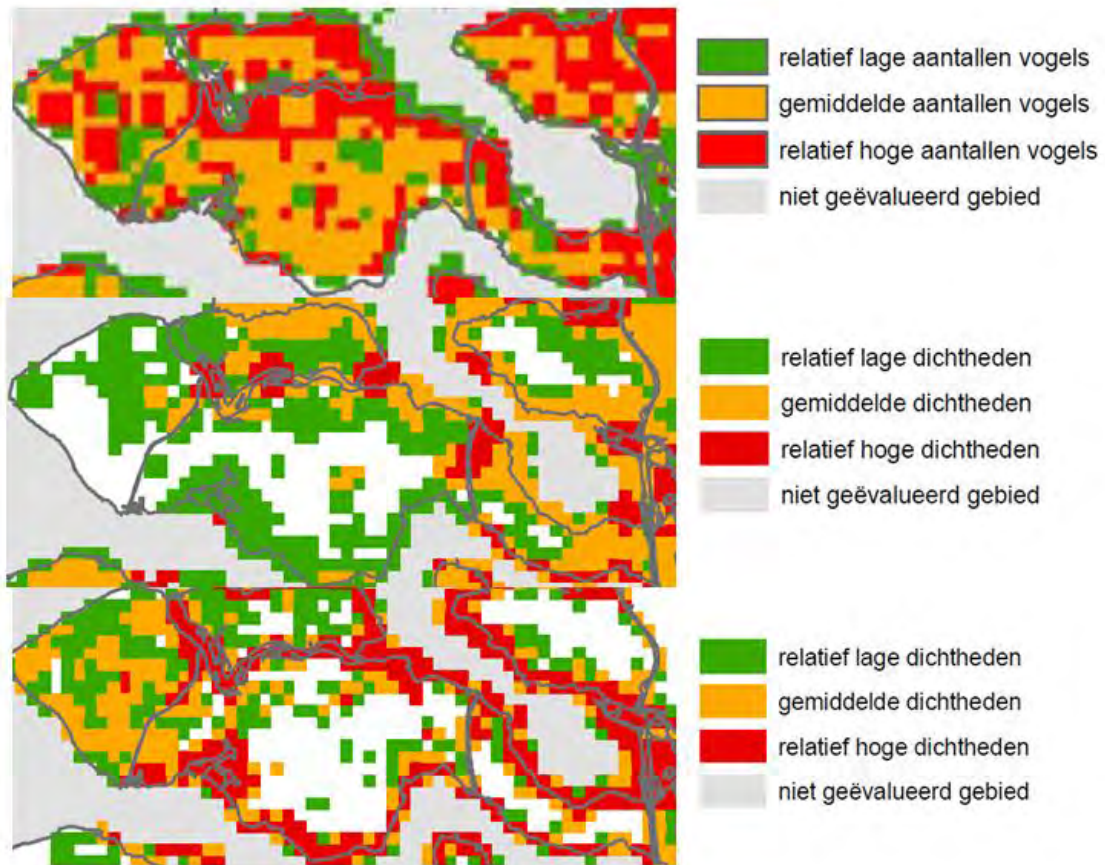 relatief lage aantallen vogels
gemiddelde aantallen vogels
relatief hoge aantallen vogels
niet geëvalueerd gebied
relatief lage dichtheden
gemiddelde dichtheden
relatief hoge dichtheden
niet geëvalueerd gebied
relatief lage dichtheden
gemiddelde dichtheden
relatief hoge dichtheden
niet geëvalueerd gebied